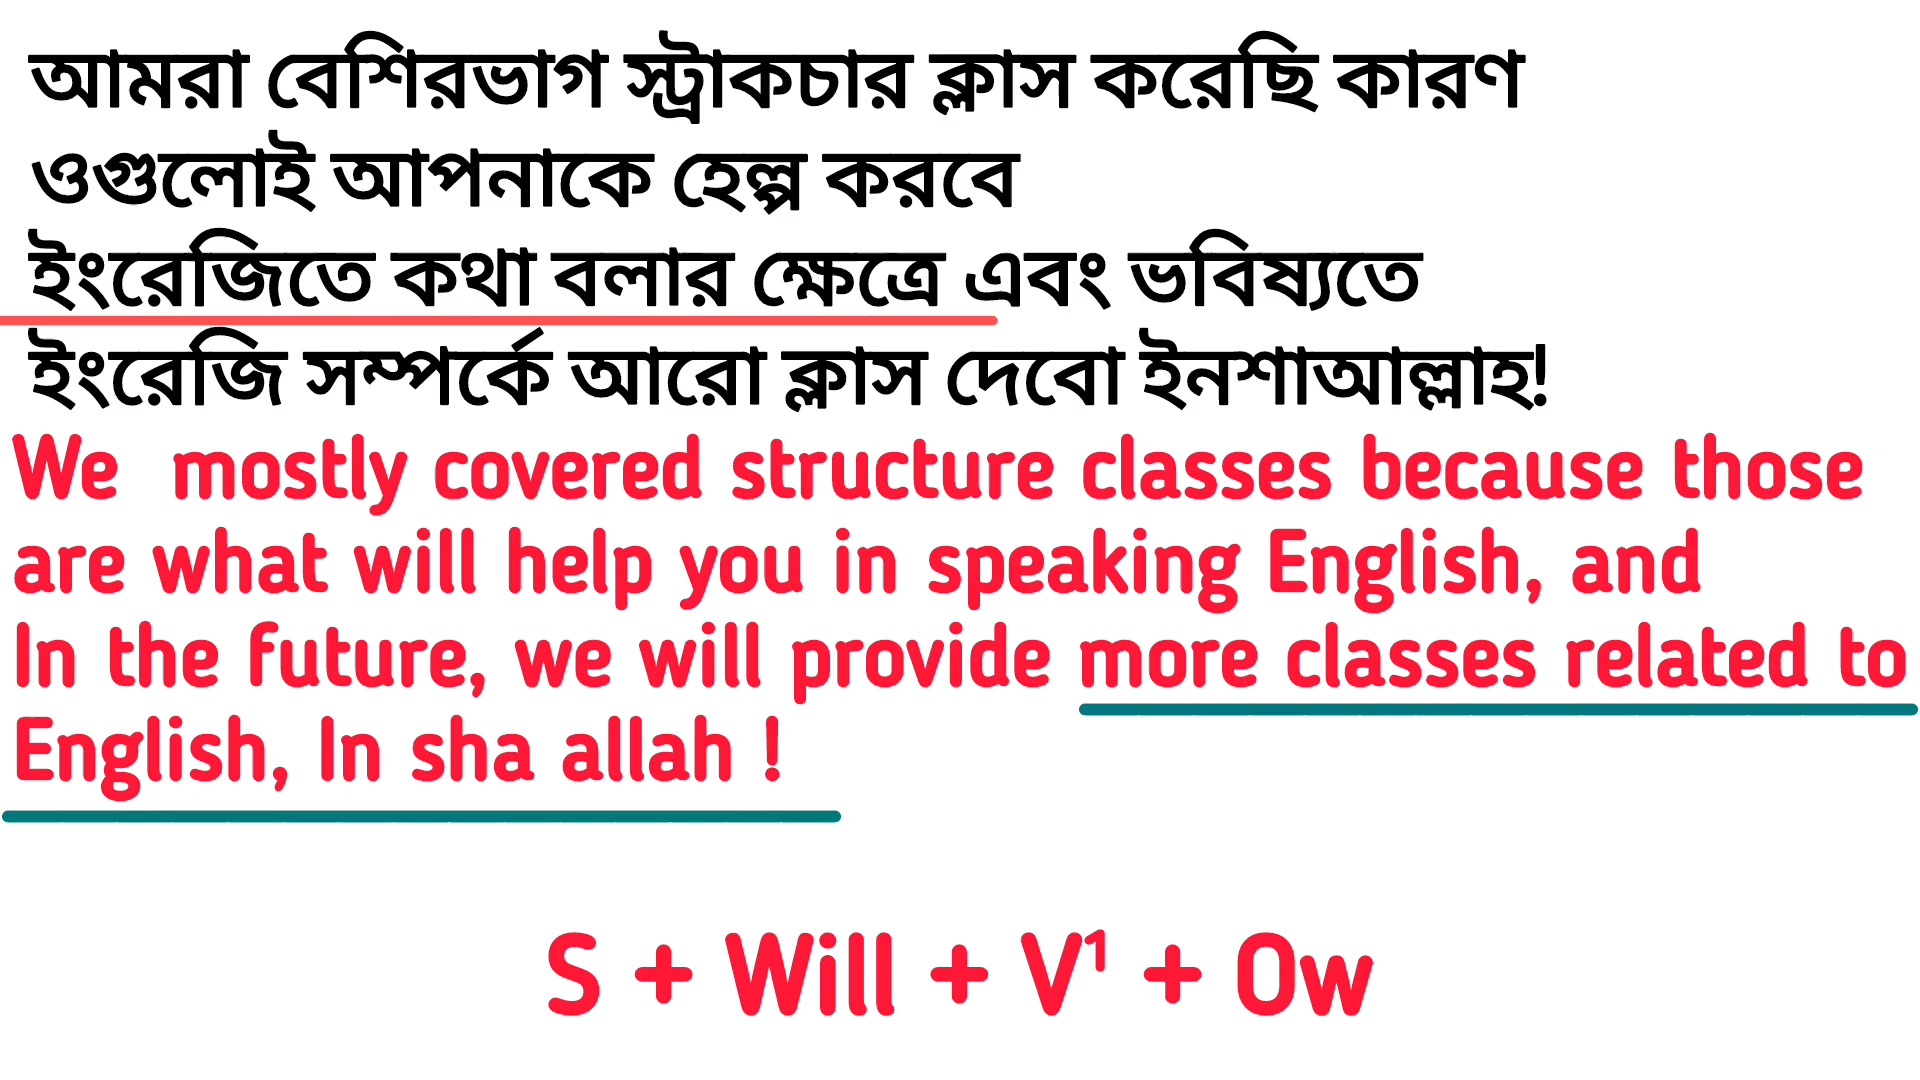 আমরা বেশিরভাগ স্ট্রাকচার ক্লাস করেছি কারণ
ওগুলোই আপনাকে হেল্প করবে
ইংরেজিতে কথা বলার ক্ষেত্রে এবং ভবিষ্যতে
ইংরেজি সম্পর্কে আরো ক্লাস দেবো ইনশাআল্লাহ!
We mostly covered structure classes because those
are what will help you in speaking English, and
In the future, we will provide more classes related to
English, In sha allah !
S + Will + V¹ + Ow